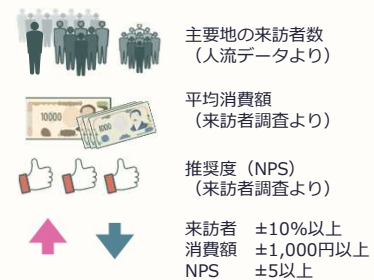 主要地の来訪者数
（人流データより）
10000
10000
平均消費額
（来訪者調査より）
推奨度（NPS）
（来訪者調査より）
来訪者　±10%以上
消費額　±1,000円以上
NPS　±5以上